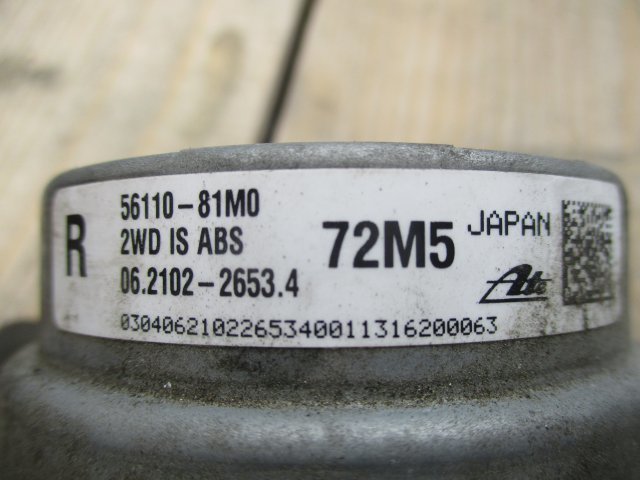 R
56110-81M0
2WD IS ABS
06.2102-2653.4
72M5
JAPAN
Ate
0304062102265340011316200063